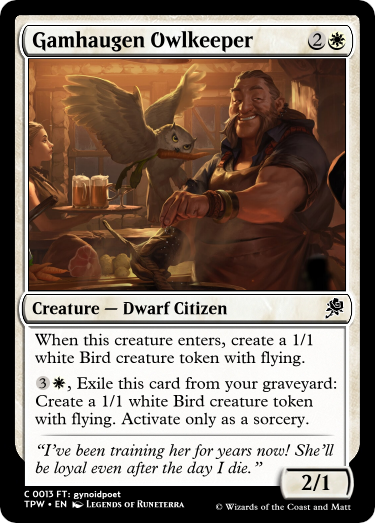 Gamhaugen Owlkeeper 2
Creature — Dwarf Citizen
When this creature enters, create a 1/1
white Bird creature token with flying.
3, Exile this card from your graveyard:
Create a 1/1 white Bird creature token
with flying. Activate only as a sorcery.
“I’ve been training her for years now! She’ll
be loyal even after the day I die.”
2/1
C 0013 FT: gynoidpoet
TPW • EN Legends of Runeterra
© Wizards of the Coast and Matt